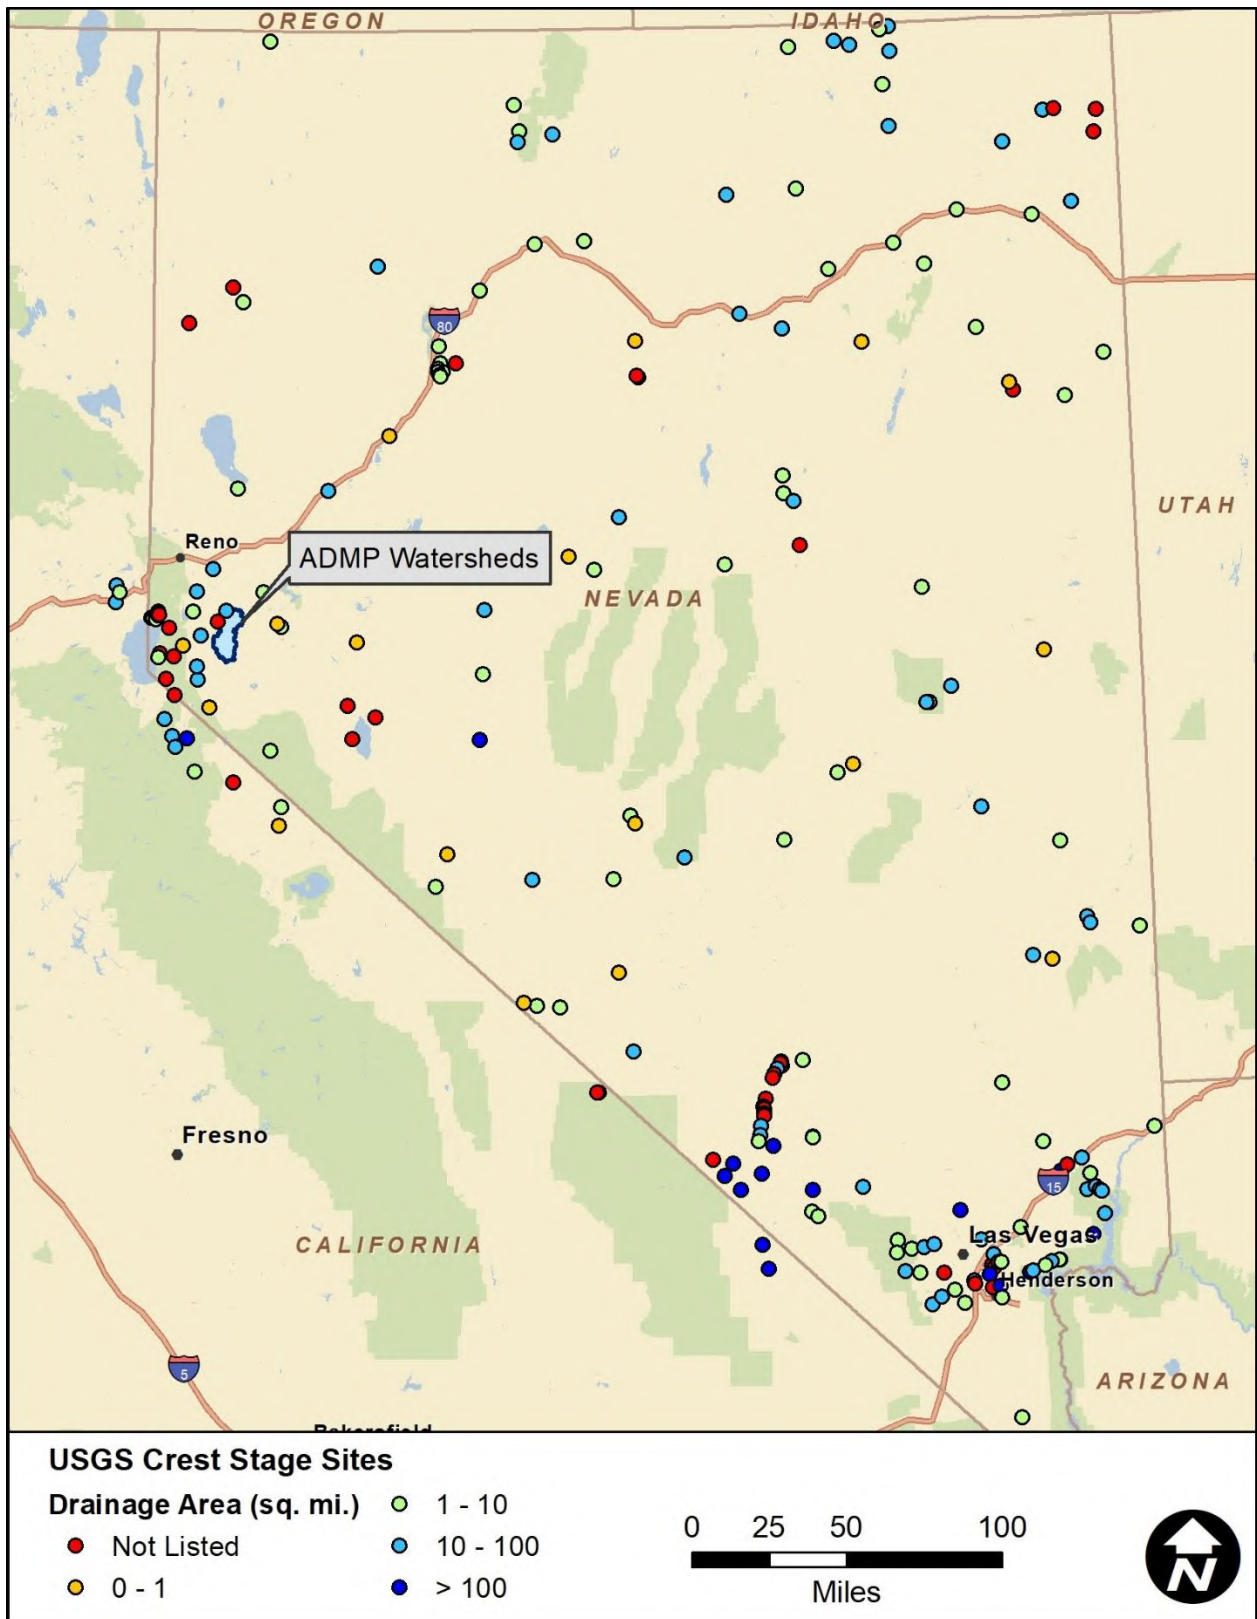 OREGON
IDAHO
80
UTAH
Reno
ADMP Watersheds
NEVADA
Fresno
15
Las Vegas
CALIFORNIA
Henderson
5
ARIZONA
Bakersfield
USGS Crest Stage Sites
Drainage Area (sq. mi.)
1 - 10
Not Listed
10 - 100
0 - 1
> 100
0 25 50 100
Miles
N